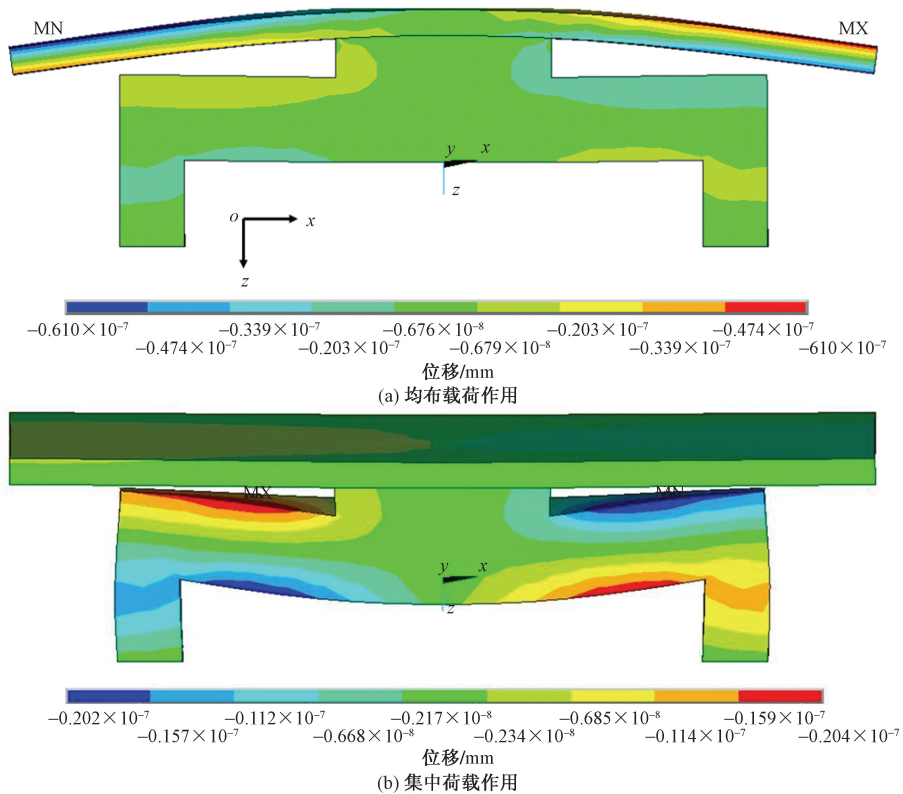 MN MX
y x
z
o x
z
−0.610×10⁻⁷ −0.339×10⁻⁷ −0.676×10⁻⁸ −0.203×10⁻⁷ −0.474×10⁻⁷
−0.474×10⁻⁷ −0.203×10⁻⁷ −0.679×10⁻⁸ −0.339×10⁻⁷ -610×10⁻⁷
位移/mm
(a) 均布载荷作用
MX MN
y x
z
−0.202×10⁻⁷ −0.112×10⁻⁷ −0.217×10⁻⁸ −0.685×10⁻⁸ −0.159×10⁻⁷
−0.157×10⁻⁷ −0.668×10⁻⁸ −0.234×10⁻⁸ −0.114×10⁻⁷ −0.204×10⁻⁷
位移/mm
(b) 集中荷载作用